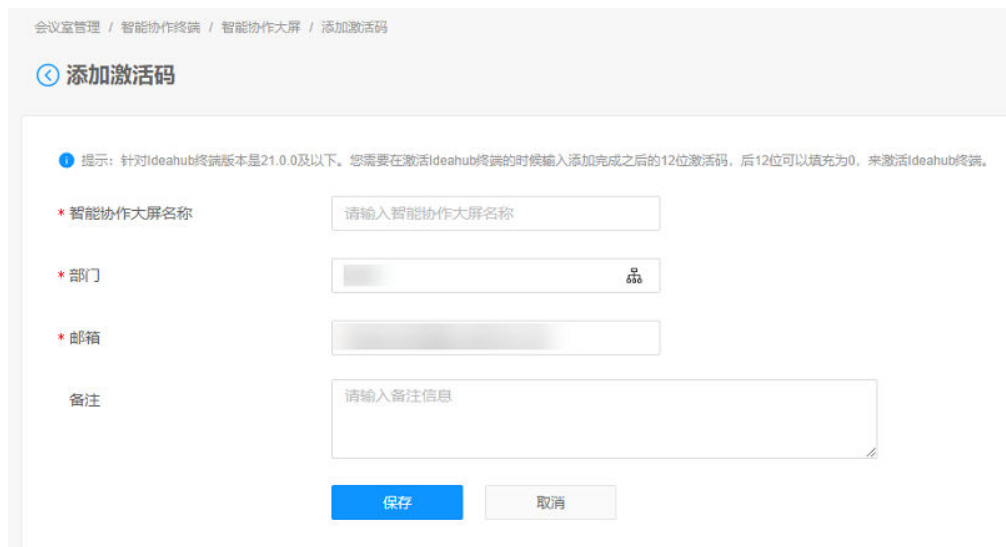 会议室管理 / 智能协作终端 / 智能协作大屏 / 添加激活码
添加激活码
提示：针对Ideahub终端版本是21.0.0及以下。您需要在激活Ideahub终端的时候输入添加完成之后的12位激活码，后12位可以填充为0，来激活Ideahub终端。
* 智能协作大屏名称
请输入智能协作大屏名称
* 部门
* 邮箱
备注
请输入备注信息
保存 取消